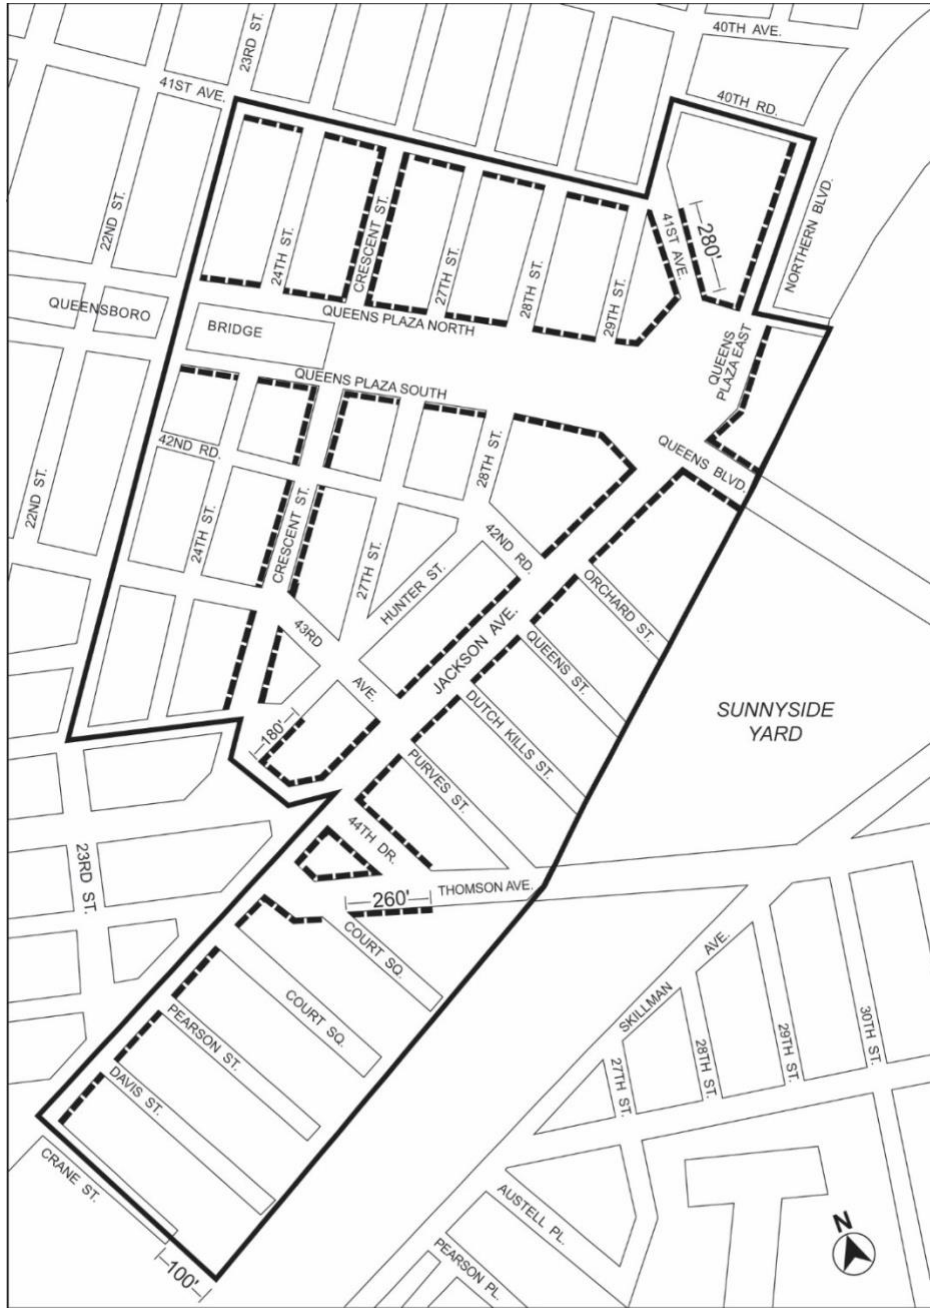 40TH AVE.
23RD ST.
41ST AVE.
40TH RD.
22ND ST.
NORTHERN BLVD.
CRESCENT ST.
280'
41ST AVE.
24TH ST.
27TH ST.
28TH ST.
29TH ST.
QUEENSBORO
BRIDGE
QUEENS PLAZA NORTH
QUEENS
PLAZA EAST
QUEENS PLAZA SOUTH
42ND RD.
28TH ST.
QUEENS BLVD.
22ND ST.
24TH ST.
CRESCENT ST.
27TH ST.
42ND RD.
HUNTER ST.
ORCHARD ST.
43RD
AVE.
JACKSON AVE.
QUEENS ST.
180'
DUTCH KILLS ST.
SUNNYSIDE
YARD
PURVES ST.
44TH DR.
23RD ST.
THOMSON AVE.
260'
COURT SQ.
COURT SQ.
SKILLMAN
AVE.
PEARSON ST.
27TH ST.
28TH ST.
29TH ST.
30TH ST.
DAVIS ST.
CRANE ST.
AUSTELL PL.
N
PEARSON PL.
100'